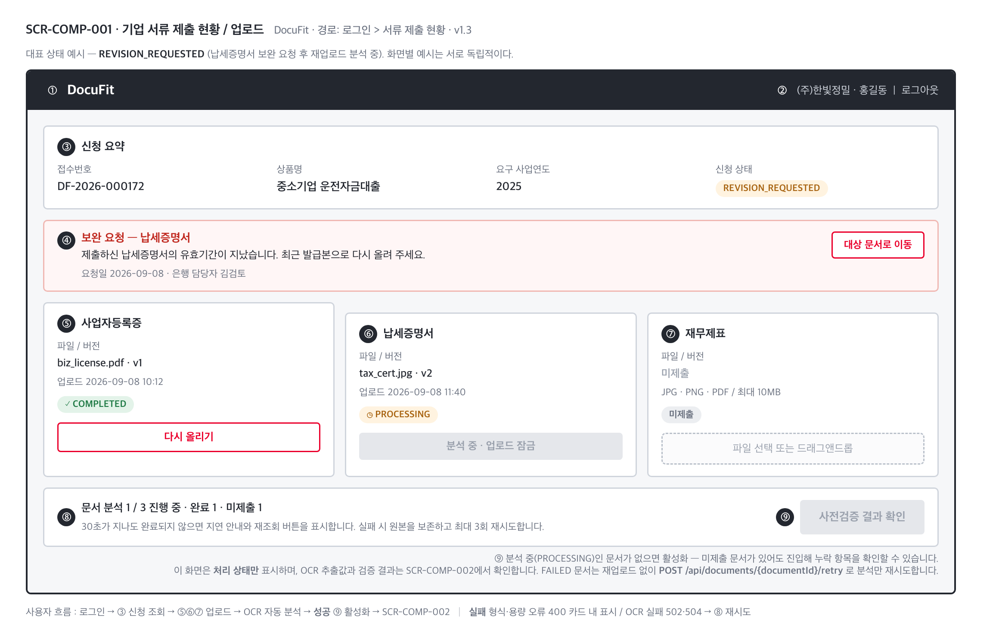 SCR-COMP-001 · 기업 서류 제출 현황 / 업로드 DocuFit · 경로: 로그인 > 서류 제출 현황 · v1.3
대표 상태 예시 — REVISION_REQUESTED (납세증명서 보완 요청 후 재업로드 분석 중). 화면별 예시는 서로 독립적이다.
① DocuFit
② (주)한빛정밀 · 홍길동 | 로그아웃
③ 신청 요약
접수번호
DF-2026-000172
상품명
중소기업 운전자금대출
요구 사업연도
2025
신청 상태
REVISION_REQUESTED
④ 보완 요청 — 납세증명서
제출하신 납세증명서의 유효기간이 지났습니다. 최근 발급본으로 다시 올려 주세요.
요청일 2026-09-08 · 은행 담당자 김검토
대상 문서로 이동
⑤ 사업자등록증
파일 / 버전
biz_license.pdf · v1
업로드 2026-09-08 10:12
✓ COMPLETED
다시 올리기
⑥ 납세증명서
파일 / 버전
tax_cert.jpg · v2
업로드 2026-09-08 11:40
◷ PROCESSING
분석 중 · 업로드 잠금
⑦ 재무제표
파일 / 버전
미제출
JPG · PNG · PDF / 최대 10MB
미제출
파일 선택 또는 드래그앤드롭
⑧ 문서 분석 1 / 3 진행 중 · 완료 1 · 미제출 1
30초가 지나도 완료되지 않으면 지연 안내와 재조회 버튼을 표시합니다. 실패 시 원본을 보존하고 최대 3회 재시도합니다.
⑨ 사전검증 결과 확인
⑨ 분석 중(PROCESSING)인 문서가 없으면 활성화 — 미제출 문서가 있어도 진입해 누락 항목을 확인할 수 있습니다.
이 화면은 처리 상태만 표시하며, OCR 추출값과 검증 결과는 SCR-COMP-002에서 확인합니다. FAILED 문서는 재업로드 없이 POST /api/documents/{documentId}/retry 로 분석만 재시도합니다.
사용자 흐름 : 로그인 → ③ 신청 조회 → ⑤⑥⑦ 업로드 → OCR 자동 분석 → 성공 ⑨ 활성화 → SCR-COMP-002 | 실패 형식·용량 오류 400 카드 내 표시 / OCR 실패 502·504 → ⑧ 재시도